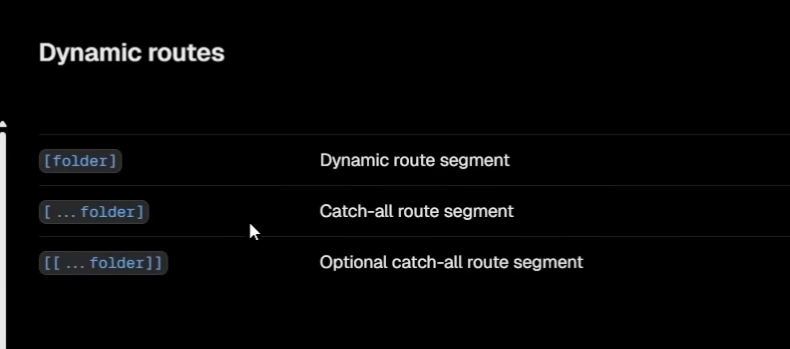 Dynamic routes
[folder] Dynamic route segment
[...folder] Catch-all route segment
[[...folder]] Optional catch-all route segment